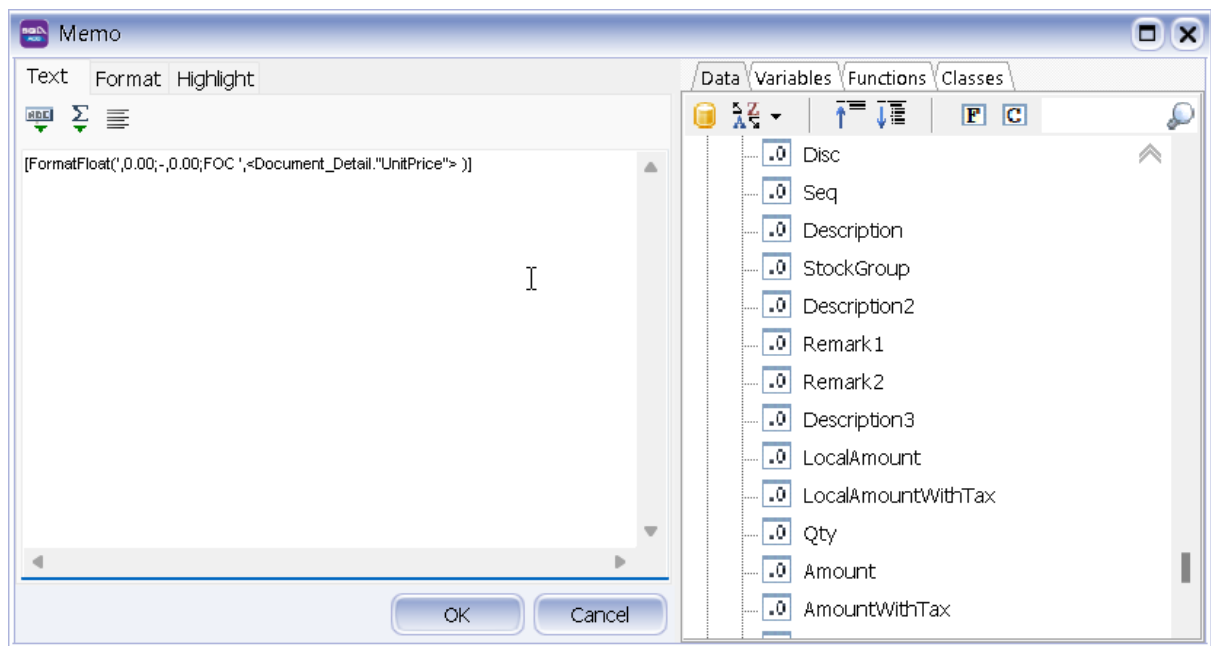 Memo
Text Format Highlight
[FormatFloat(',0.00;-,0.00;FOC ',<Document_Detail."UnitPrice"> )]
OK Cancel
Data Variables Functions Classes
F C
Disc
Seq
Description
StockGroup
Description2
Remark1
Remark2
Description3
LocalAmount
LocalAmountWithTax
Qty
Amount
AmountWithTax